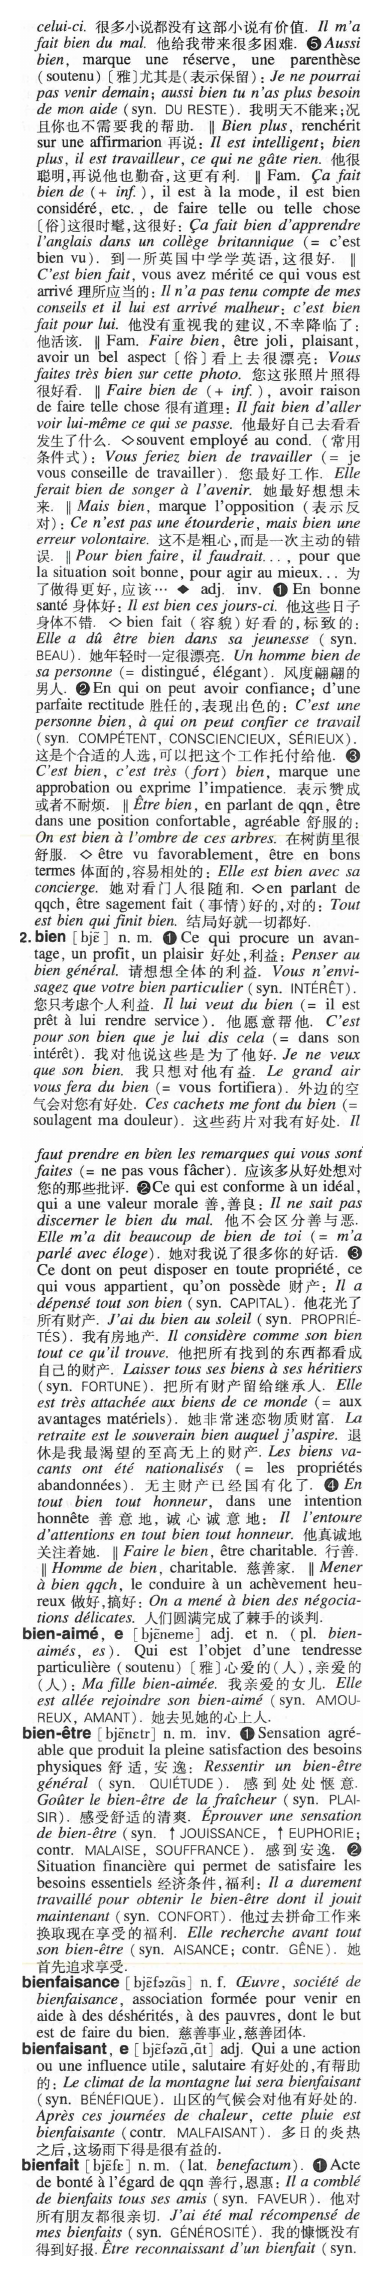 celui-ci. 很多小说都没有这部小说有价值. Il m'a
fait bien du mal. 他给我带来很多困难. ❺ Aussi
bien, marque une réserve, une parenthèse
(soutenu) [雅]尤其是(表示保留): Je ne pourrai
pas venir demain; aussi bien tu n'as plus besoin
de mon aide (syn. DU RESTE). 我明天不能来;况
且你也不需要我的帮助. ‖ Bien plus, renchérit
sur une affirmarion 再说: Il est intelligent; bien
plus, il est travailleur, ce qui ne gâte rien. 他很
聪明,再说他也勤奋,这更有利. ‖ Fam. Ça fait
bien de (+ inf.), il est à la mode, il est bien
considéré, etc., de faire telle ou telle chose
[俗]这很时髦,这很好: Ça fait bien d'apprendre
l'anglais dans un collège britannique (= c'est
bien vu). 到一所英国中学学英语,这很好. ‖
C'est bien fait, vous avez mérité ce qui vous est
arrivé 理所应当的: Il n'a pas tenu compte de mes
conseils et il lui est arrivé malheur: c'est bien
fait pour lui. 他没有重视我的建议,不幸降临了:
他活该. ‖ Fam. Faire bien, être joli, plaisant,
avoir un bel aspect [俗]看上去很漂亮: Vous
faites très bien sur cette photo. 您这张照片照得
很好看. ‖ Faire bien de (+ inf.), avoir raison
de faire telle chose 很有道理: Il fait bien d'aller
voir lui-même ce qui se passe. 他最好自己去看看
发生了什么. ◇souvent employé au cond. (常用
条件式): Vous feriez bien de travailler (= je
vous conseille de travailler). 您最好工作. Elle
ferait bien de songer à l'avenir. 她最好想想未
来. ‖ Mais bien, marque l'opposition (表示反
对): Ce n'est pas une étourderie, mais bien une
erreur volontaire. 这不是粗心,而是一次主动的错
误. ‖ Pour bien faire, il faudrait..., pour que
la situation soit bonne, pour agir au mieux... 为
了做得更好,应该… ◆ adj. inv. ❶ En bonne
santé 身体好: Il est bien ces jours-ci. 他这些日子
身体不错. ◇ bien fait (容貌)好看的,标致的:
Elle a dû être bien dans sa jeunesse (syn.
BEAU). 她年轻时一定很漂亮. Un homme bien de
sa personne (= distingué, élégant). 风度翩翩的
男人. ❷ En qui on peut avoir confiance; d'une
parfaite rectitude 胜任的,表现出色的: C'est une
personne bien, à qui on peut confier ce travail
(syn. COMPÉTENT, CONSCIENCIEUX, SÉRIEUX).
这是个合适的人选,可以把这个工作托付给他. ❸
C'est bien, c'est très (fort) bien, marque une
approbation ou exprime l'impatience. 表示赞成
或者不耐烦. ‖ Être bien, en parlant de qqn, être
dans une position confortable, agréable 舒服的:
On est bien à l'ombre de ces arbres. 在树荫里很
舒服. ◇ être vu favorablement, être en bons
termes 体面的,容易相处的: Elle est bien avec sa
concierge. 她对看门人很随和. ◇en parlant de
qqch, être sagement fait (事情)好的,对的: Tout
est bien qui finit bien. 结局好就一切都好.
2. bien [bjɛ̃] n. m. ❶ Ce qui procure un avan-
tage, un profit, un plaisir 好处,利益: Penser au
bien général. 请想想全体的利益. Vous n'envi-
sagez que votre bien particulier (syn. INTÉRÊT).
您只考虑个人利益. Il lui veut du bien (= il est
prêt à lui rendre service). 他愿意帮他. C'est
pour son bien que je lui dis cela (= dans son
intérêt). 我对他说这些是为了他好. Je ne veux
que son bien. 我只想对他有益. Le grand air
vous fera du bien (= vous fortifiera). 外边的空
气会对您有好处. Ces cachets me font du bien (=
soulagent ma douleur). 这些药片对我有好处. Il
faut prendre en bien les remarques qui vous sont
faites (= ne pas vous fâcher). 应该多从好处想对
您的那些批评. ❷ Ce qui est conforme à un idéal,
qui a une valeur morale 善,善良: Il ne sait pas
discerner le bien du mal. 他不会区分善与恶.
Elle m'a dit beaucoup de bien de toi (= m'a
parlé avec éloge). 她对我说了很多你的好话. ❸
Ce dont on peut disposer en toute propriété, ce
qui vous appartient, qu'on possède 财产: Il a
dépensé tout son bien (syn. CAPITAL). 他花光了
所有财产. J'ai du bien au soleil (syn. PROPRIÉ-
TÉS). 我有房地产. Il considère comme son bien
tout ce qu'il trouve. 他把所有找到的东西都看成
自己的财产. Laisser tous ses biens à ses héritiers
(syn. FORTUNE). 把所有财产留给继承人. Elle
est très attachée aux biens de ce monde (= aux
avantages matériels). 她非常迷恋物质财富. La
retraite est le souverain bien auquel j'aspire. 退
休是我最渴望的至高无上的财产. Les biens va-
cants ont été nationalisés (= les propriétés
abandonnées). 无主财产已经国有化了. ❹ En
tout bien tout honneur, dans une intention
honnête 善意地,诚心诚意地: Il l'entoure
d'attentions en tout bien tout honneur. 他真诚地
关注着她. ‖ Faire le bien, être charitable. 行善.
‖ Homme de bien, charitable. 慈善家. ‖ Mener
à bien qqch, le conduire à un achèvement heu-
reux 做好,搞好: On a mené à bien des négocia-
tions délicates. 人们圆满完成了棘手的谈判.
bien-aimé, e [bjɛ̃neme] adj. et n. (pl. bien-
aimés, es). Qui est l'objet d'une tendresse
particulière (soutenu) [雅]心爱的(人),亲爱的
(人): Ma fille bien-aimée. 我亲爱的女儿. Elle
est allée rejoindre son bien-aimé (syn. AMOU-
REUX, AMANT). 她去见她的心上人.
bien-être [bjɛ̃nɛtr] n. m. inv. ❶ Sensation agré-
able que produit la pleine satisfaction des besoins
physiques 舒适,安逸: Ressentir un bien-être
général (syn. QUIÉTUDE). 感到处处惬意.
Goûter le bien-être de la fraîcheur (syn. PLAI-
SIR). 感受舒适的清爽. Éprouver une sensation
de bien-être (syn. ↑ JOUISSANCE, ↑ EUPHORIE;
contr. MALAISE, SOUFFRANCE). 感到安逸. ❷
Situation financière qui permet de satisfaire les
besoins essentiels 经济条件,福利: Il a durement
travaillé pour obtenir le bien-être dont il jouit
maintenant (syn. CONFORT). 他过去拼命工作来
换取现在享受的福利. Elle recherche avant tout
son bien-être (syn. AISANCE; contr. GÊNE). 她
首先追求享受.
bienfaisance [bjɛ̃fəzɑ̃s] n. f. Œuvre, société de
bienfaisance, association formée pour venir en
aide à des déshérités, à des pauvres, dont le but
est de faire du bien. 慈善事业,慈善团体.
bienfaisant, e [bjɛ̃fəzɑ̃,ɑ̃t] adj. Qui a une action
ou une influence utile, salutaire 有好处的,有帮助
的: Le climat de la montagne lui sera bienfaisant
(syn. BÉNÉFIQUE). 山区的气候会对他有好处的.
Après ces journées de chaleur, cette pluie est
bienfaisante (contr. MALFAISANT). 多日的炎热
之后,这场雨下得是很有益的.
bienfait [bjɛ̃fɛ] n. m. (lat. benefactum). ❶ Acte
de bonté à l'égard de qqn 善行,恩惠: Il a comblé
de bienfaits tous ses amis (syn. FAVEUR). 他对
所有朋友都很亲切. J'ai été mal récompensé de
mes bienfaits (syn. GÉNÉROSITÉ). 我的慷慨没有
得到好报. Être reconnaissant d'un bienfait (syn.